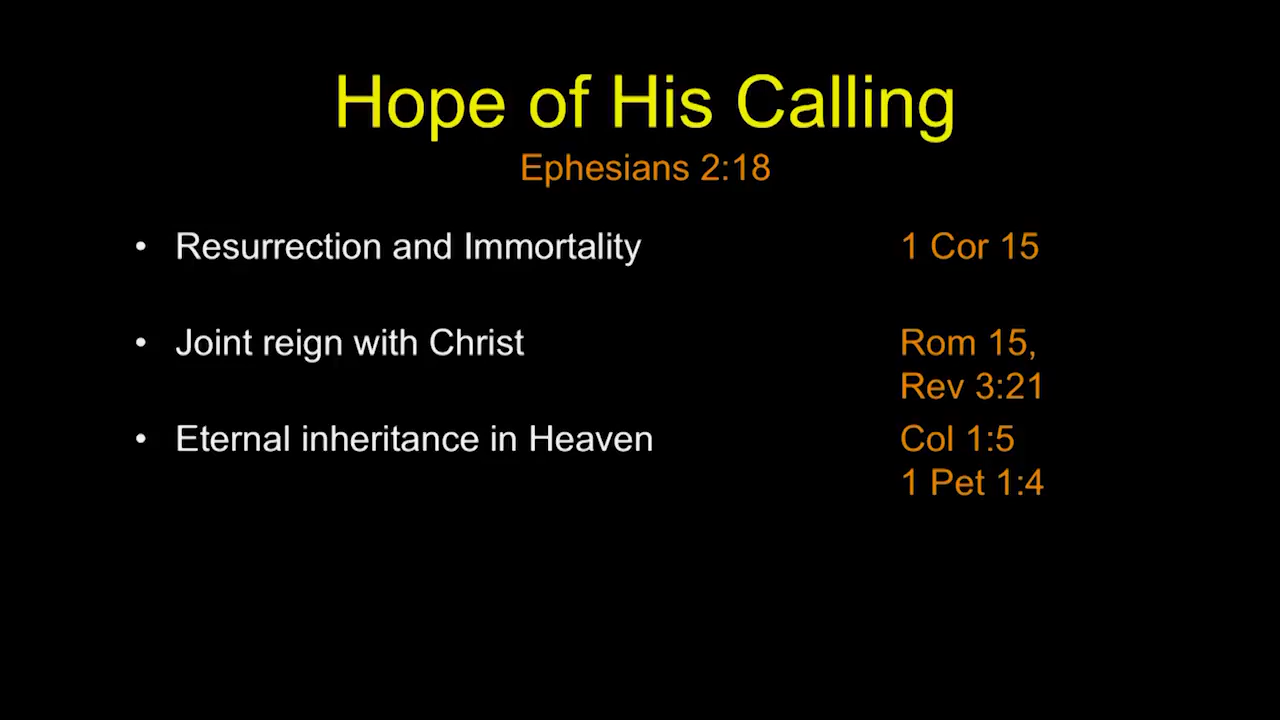 Hope of His Calling
Ephesians 2:18
• Resurrection and Immortality 1 Cor 15
• Joint reign with Christ Rom 15,
Rev 3:21
• Eternal inheritance in Heaven Col 1:5
1 Pet 1:4